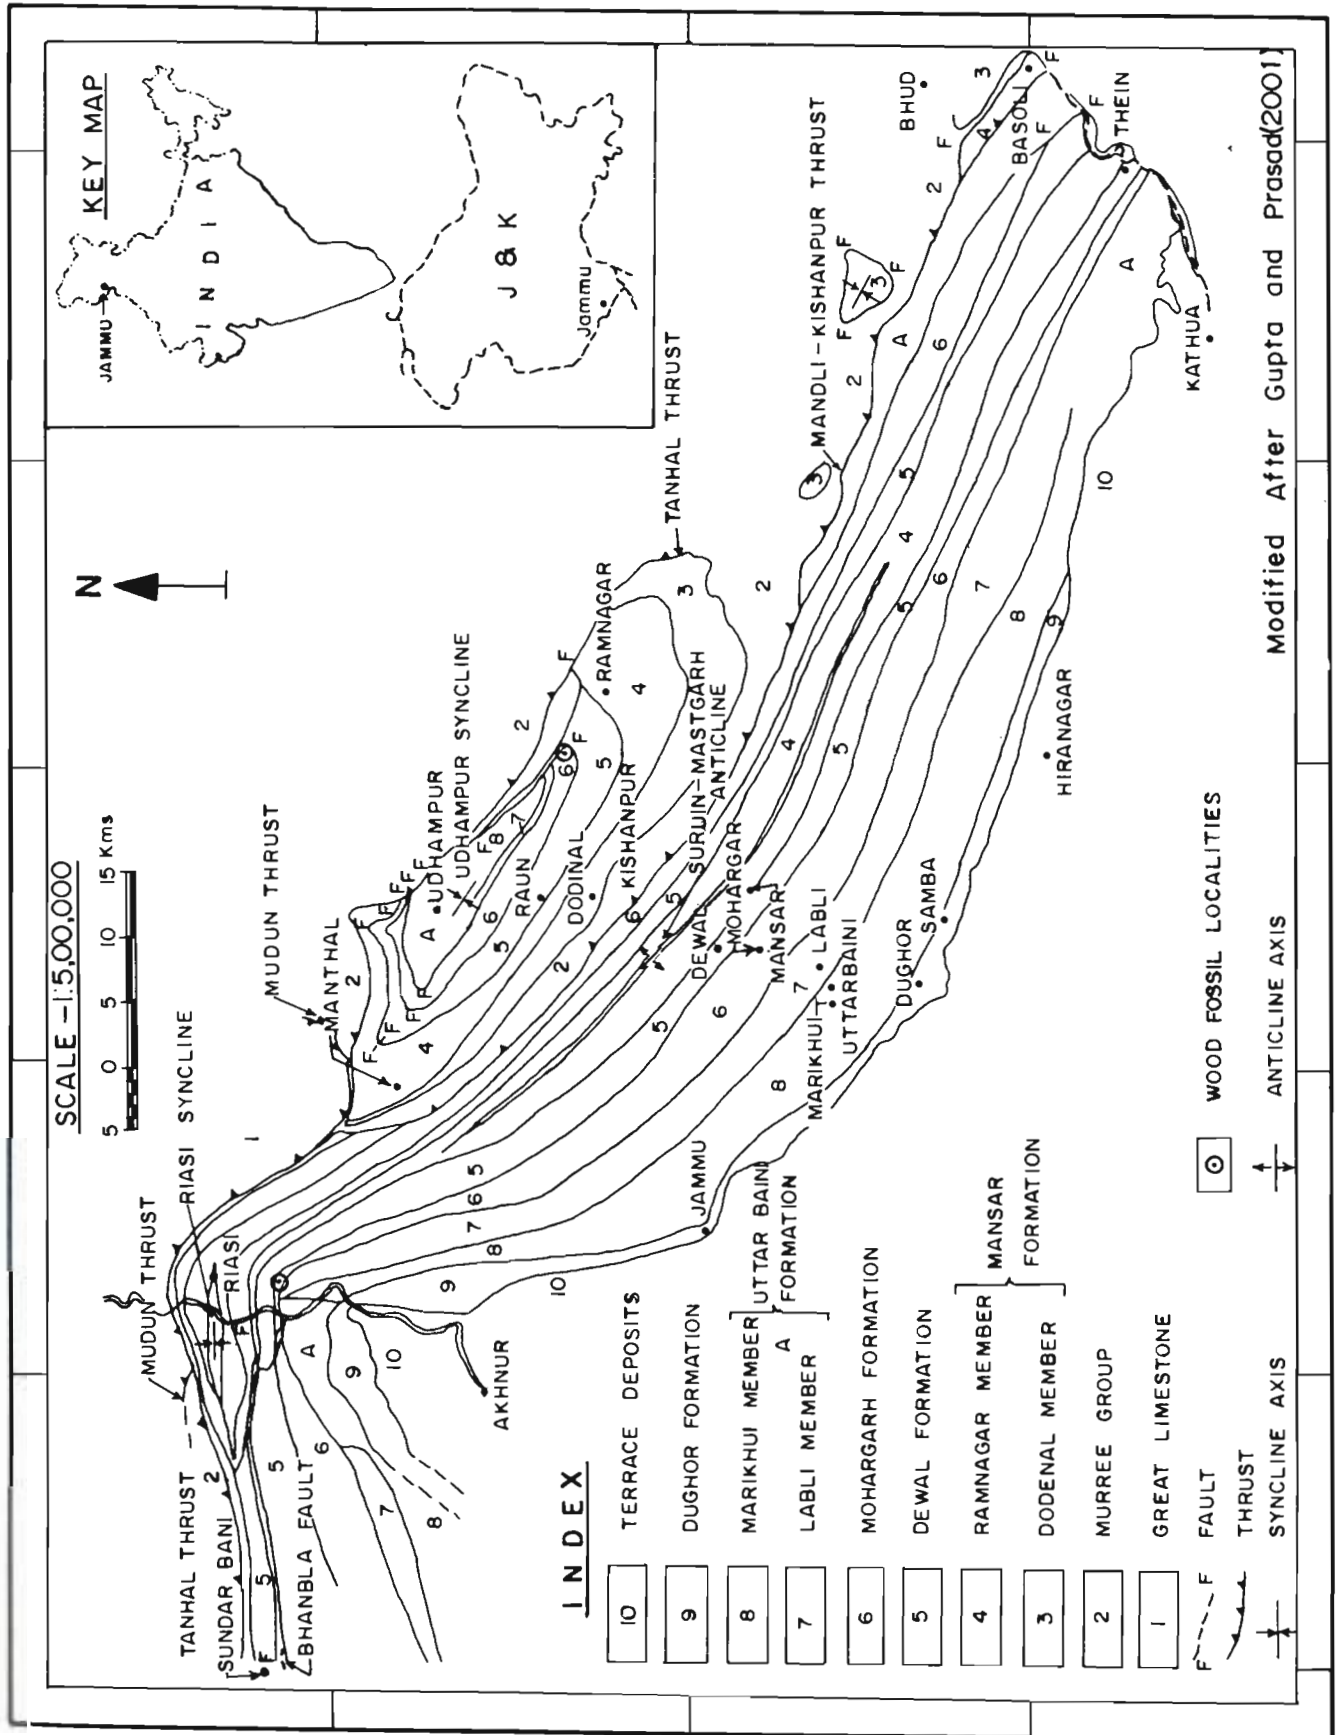 KEY MAP
JAMMU
INDIA
J & K
Jammu
N
SCALE – 1:5,00,000
5 0 5 10 15 Kms
MUDUN THRUST
RIASI SYNCLINE
MUDUN THRUST
MANTHAL
UDHAMPUR
UDHAMPUR SYNCLINE
RAMNAGAR
TANHAL THRUST
MANDLI-KISHANPUR THRUST
BHUD
BASOLI
THEIN
KATHUA
RAUN
DODINAL
KISHANPUR
SURUIN-MASTGARH
ANTICLINE
DEWAL
MOHARGAR
MANSAR
LABLI
MARIKHUI
UTTARBAINI
DUGHOR
SAMBA
HIRANAGAR
JAMMU
RIASI
AKHNUR
TANHAL THRUST
SUNDAR BANI
BHANBLA FAULT
INDEX
10 TERRACE DEPOSITS
9 DUGHOR FORMATION
8 MARIKHUI MEMBER
7 LABLI MEMBER
A UTTAR BAINI
FORMATION
6 MOHARGARH FORMATION
5 DEWAL FORMATION
4 RAMNAGAR MEMBER
3 DODENAL MEMBER
MANSAR
FORMATION
2 MURREE GROUP
1 GREAT LIMESTONE
F F FAULT
THRUST
SYNCLINE AXIS
WOOD FOSSIL LOCALITIES
ANTICLINE AXIS
Modified After Gupta and Prasad(2001)